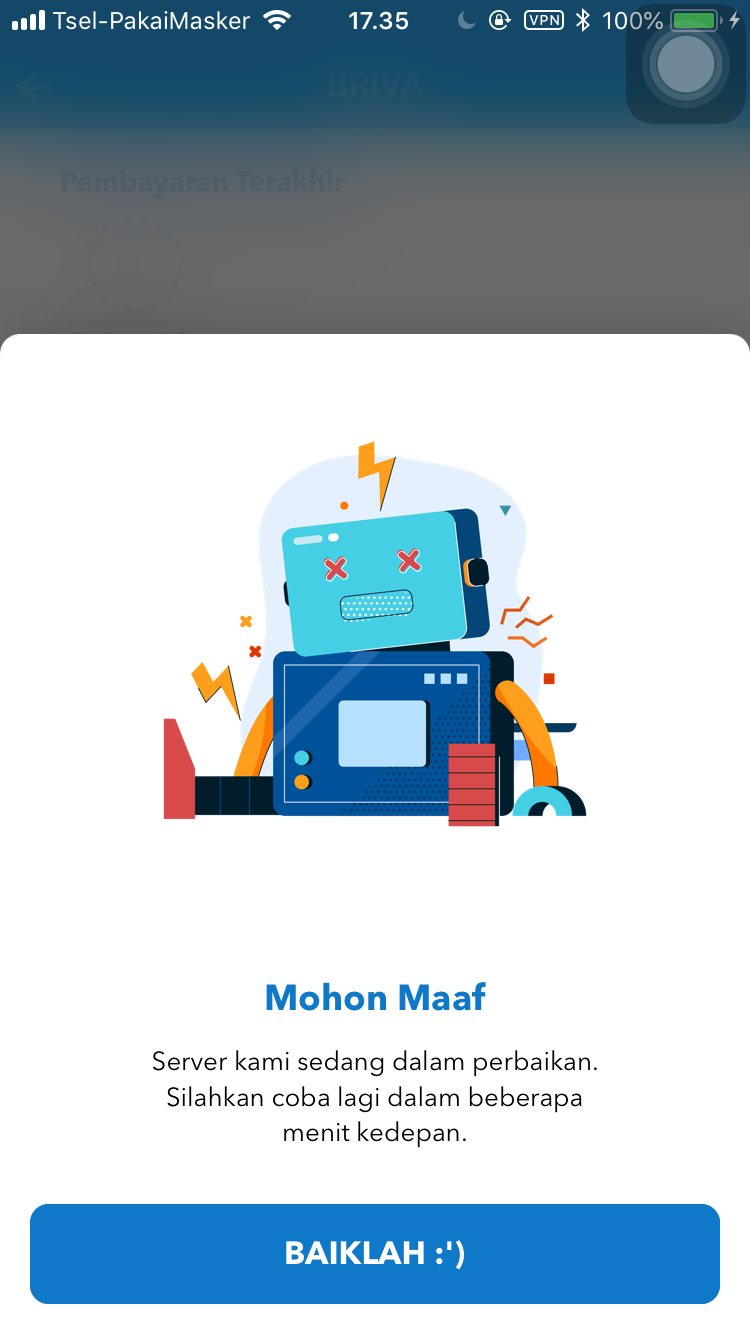 Tsel-PakaiMasker 17.35 VPN 100%
BRIVA
Pembayaran Terakhir
Mohon Maaf
Server kami sedang dalam perbaikan.
Silahkan coba lagi dalam beberapa
menit kedepan.
BAIKLAH :')